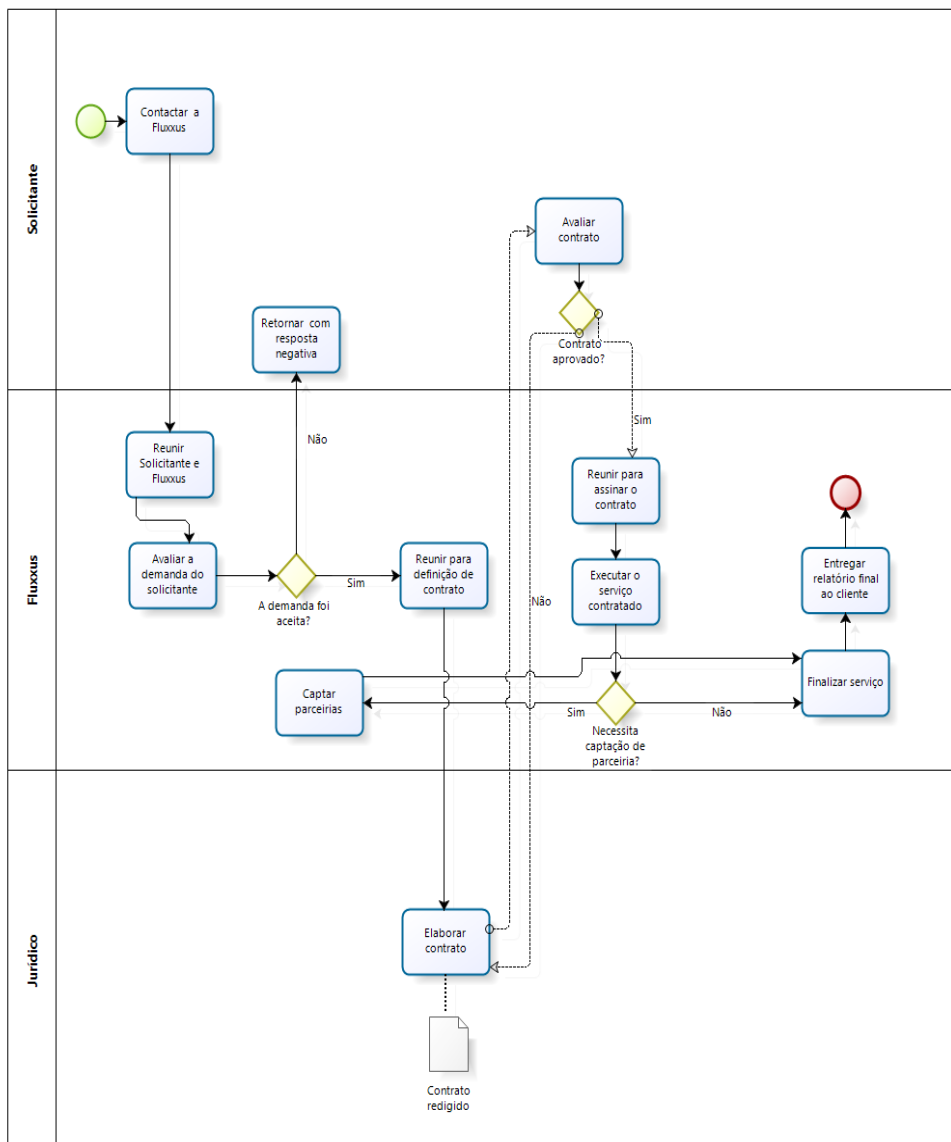 Solicitante
Contactar a
Fluxxus
Avaliar
contrato
Retornar com
resposta
negativa
Contrato
aprovado?
Fluxxus
Não
Sim
Reunir
Solicitante e
Fluxxus
Reunir para
assinar o
contrato
Avaliar a
demanda do
solicitante
A demanda foi
aceita?
Sim
Reunir para
definição de
contrato
Não
Executar o
serviço
contratado
Entregar
relatório final
ao cliente
Captar
parceirias
Sim
Necessita
captação de
parceria?
Não
Finalizar serviço
Jurídico
Elaborar
contrato
Contrato
redigido